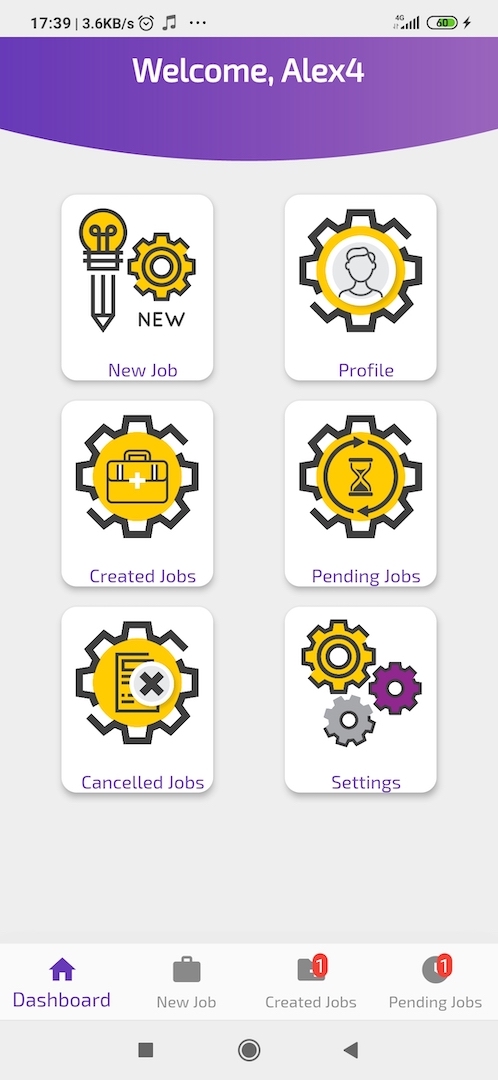 17:39 | 3.6KB/s ...
4G
60
Welcome, Alex4
NEW
New Job
Profile
Created Jobs
Pending Jobs
Cancelled Jobs
Settings
1
1
Dashboard
New Job
Created Jobs
Pending Jobs